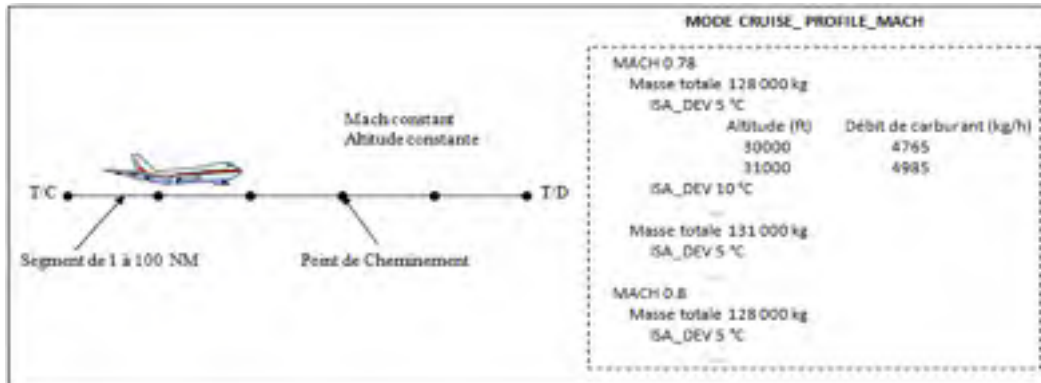 MODE CRUISE_ PROFILE_MACH
Mach constant
Altitude constante
T/C
T/D
Segment de 1 à 100 NM
Point de Cheminement
MACH 0.78
Masse totale 128 000 kg
ISA_DEV 5 °C
Altitude (ft) Débit de carburant (kg/h)
30000 4765
31000 4985
ISA_DEV 10 °C
....
Masse totale 131 000 kg
ISA_DEV 5 °C
....
MACH 0.8
Masse totale 128 000 kg
ISA_DEV 5 °C
....